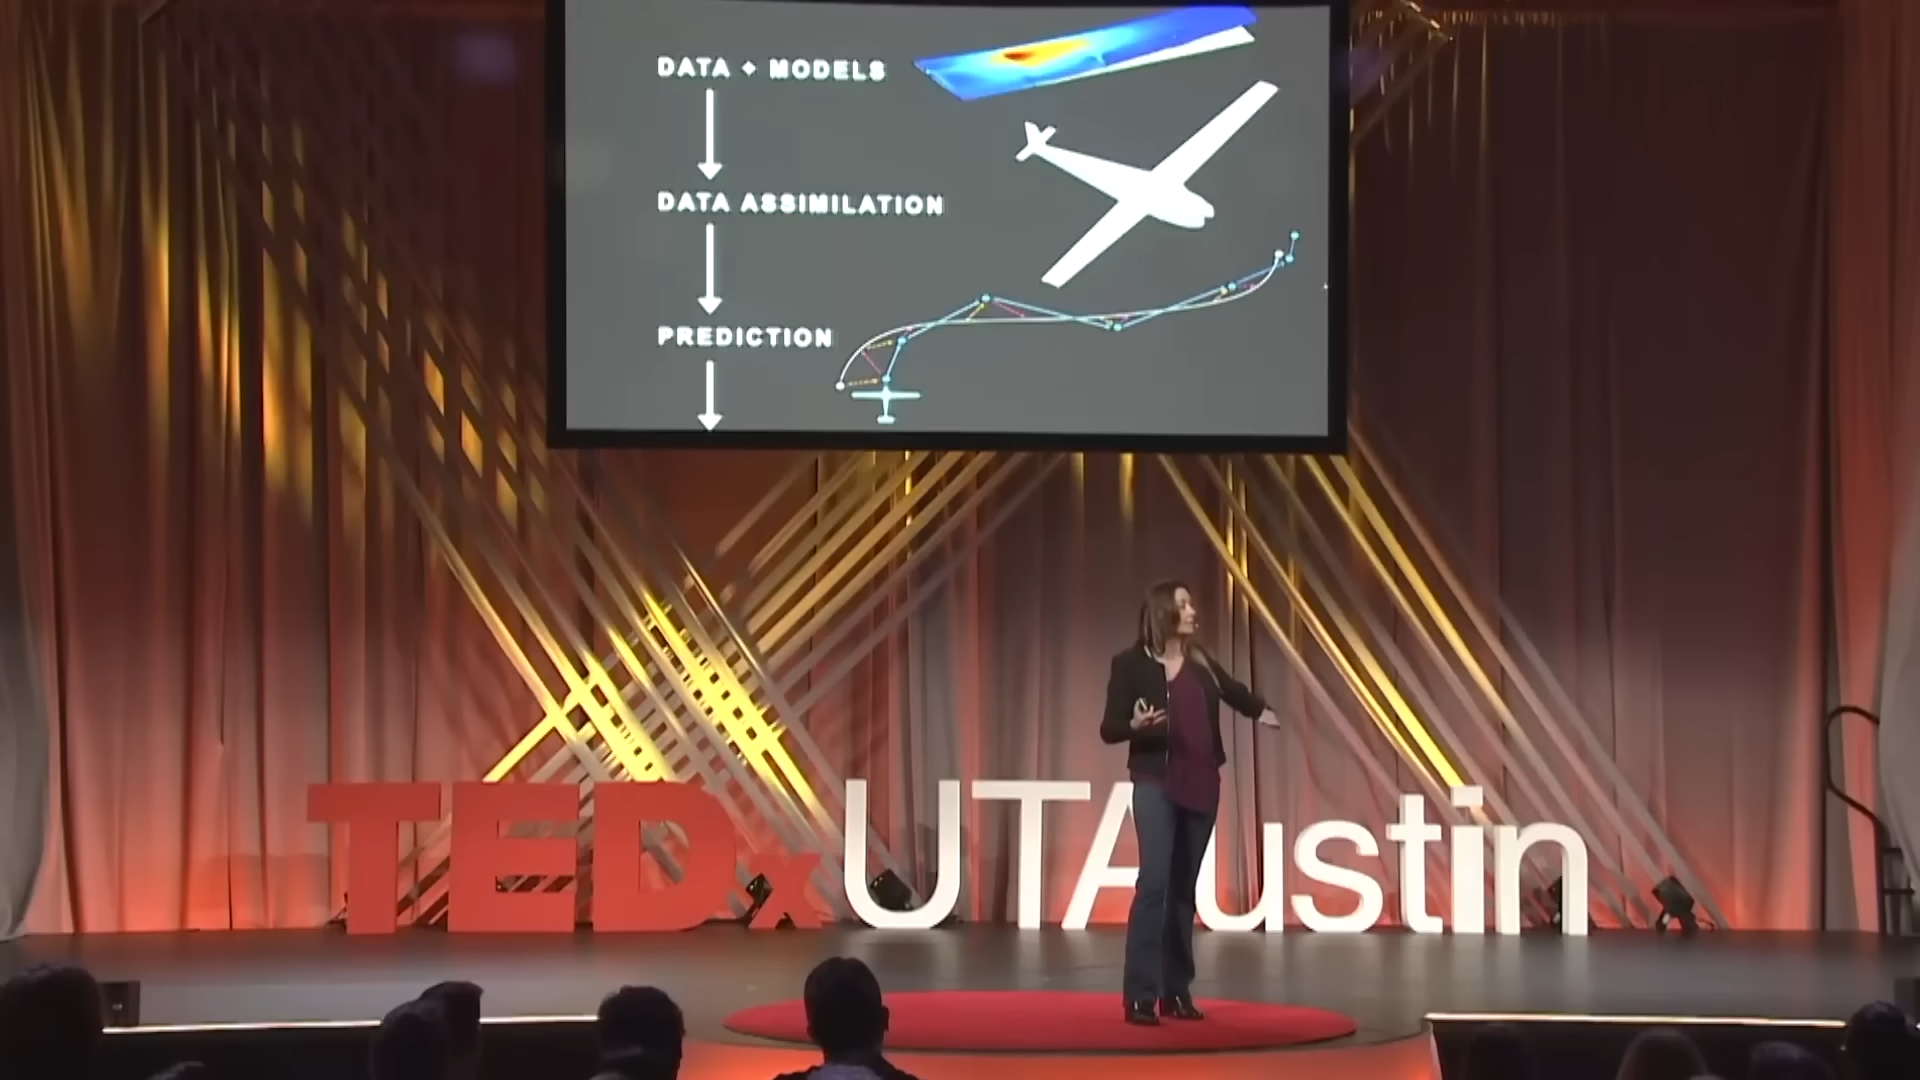 DATA + MODELS
DATA ASSIMILATION
PREDICTION
TEDxUTAustin